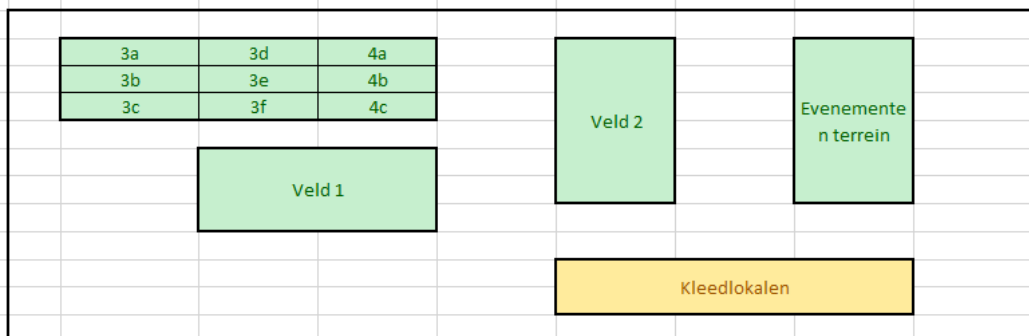 3a 3d 4a
3b 3e 4b
3c 3f 4c
Veld 1
Veld 2
Evenemente
n terrein
Kleedlokalen